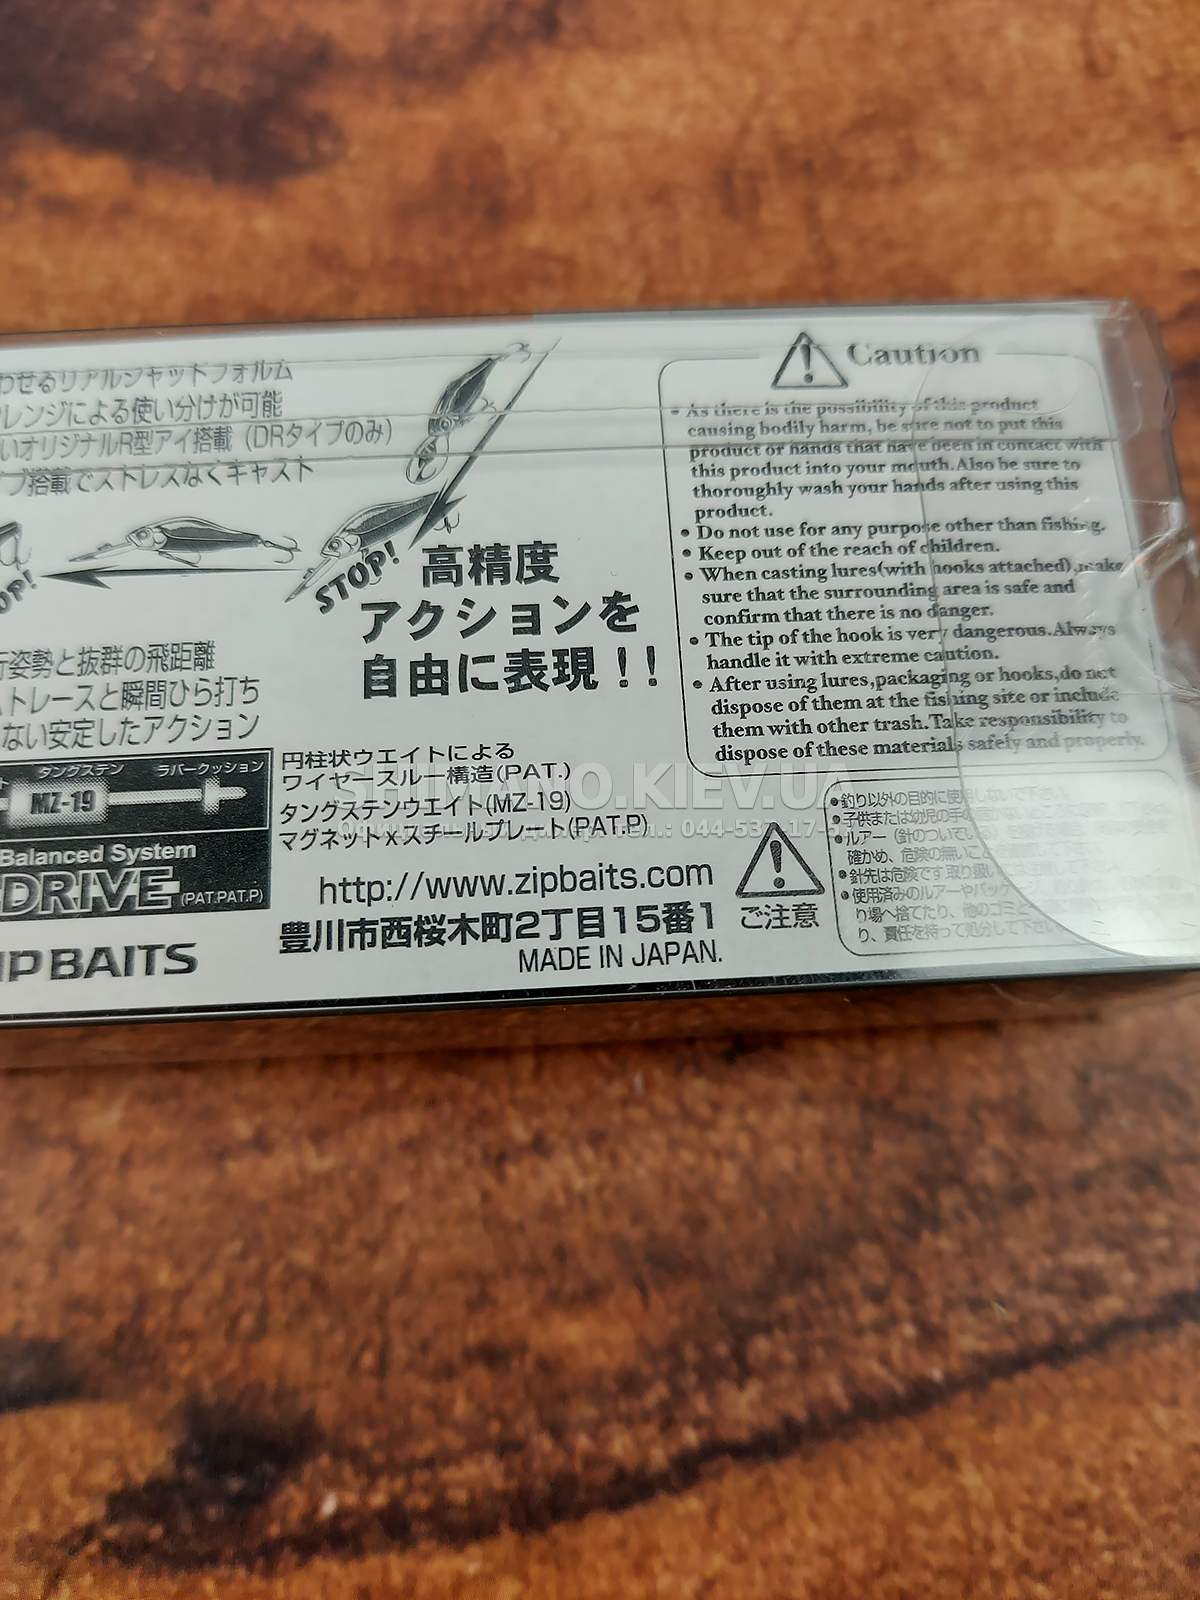 わせるリアルシャッドフォルム
レンジによる使い分けが可能
いオリジナルR型アイ搭載(DRタイプのみ)
搭載でストレスなくキャスト
STOP!
高精度
アクションを
自由に表現!!
行姿勢と抜群の飛距離
トレースと瞬間ひら打ち
ない安定したアクション
タングステン
ラバークッション
MZ-19
Balanced System
DRIVE (PAT.PAT.P)
IPBAITS
円柱状ウエイトによる
ワイヤースルー構造(PAT.)
タングステンウエイト(MZ-19)
マグネット×スチールプレート(PAT.P)
http://www.zipbaits.com
豊川市西桜木町2丁目15番1
MADE IN JAPAN.
Caution
• As there is the possibility of this product
causing bodily harm, be sure not to put this
product or hands that have been in contact with
this product into your mouth. Also be sure to
thoroughly wash your hands after using this
product.
• Do not use for any purpose other than fishing.
• Keep out of the reach of children.
• When casting lures(with hooks attached),make
sure that the surrounding area is safe and
confirm that there is no danger.
• The tip of the hook is very dangerous. Always
handle it with extreme caution.
• After using lures,packaging or hooks,do not
dispose of them at the fishing site or include
them with other trash. Take responsibility to
dispose of these materials safely and properly.
ご注意
●釣り以外の目的に使用しないで下さい
●子供または幼児の手の
●ルアー(針のついてい
確かめ、危険の無いこと
●針先は危険です取り扱い
●使用済みのルアーやパッケ
り場へ捨てたり、他のゴミと
り、責任を持って処分して下さい
SHIMANO.KIEV.UA